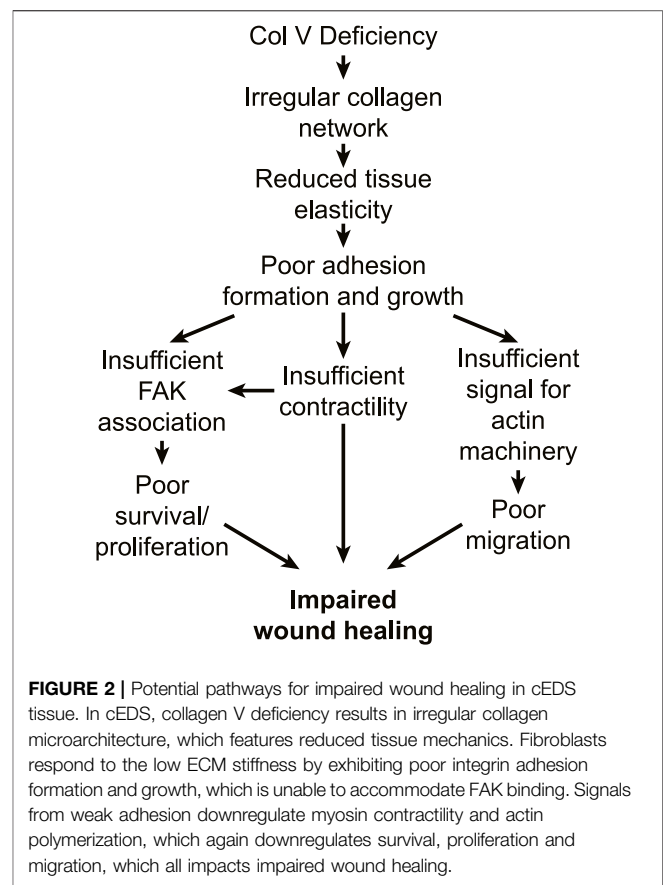 Col V Deficiency
Irregular collagen
network
Reduced tissue
elasticity
Poor adhesion
formation and growth
Insufficient
FAK
association
Insufficient
contractility
Insufficient
signal for
actin
machinery
Poor
survival/
proliferation
Poor
migration
Impaired
wound healing
FIGURE 2 | Potential pathways for impaired wound healing in cEDS
tissue. In cEDS, collagen V deficiency results in irregular collagen
microarchitecture, which features reduced tissue mechanics. Fibroblasts
respond to the low ECM stiffness by exhibiting poor integrin adhesion
formation and growth, which is unable to accommodate FAK binding. Signals
from weak adhesion downregulate myosin contractility and actin
polymerization, which again downregulates survival, proliferation and
migration, which all impacts impaired wound healing.